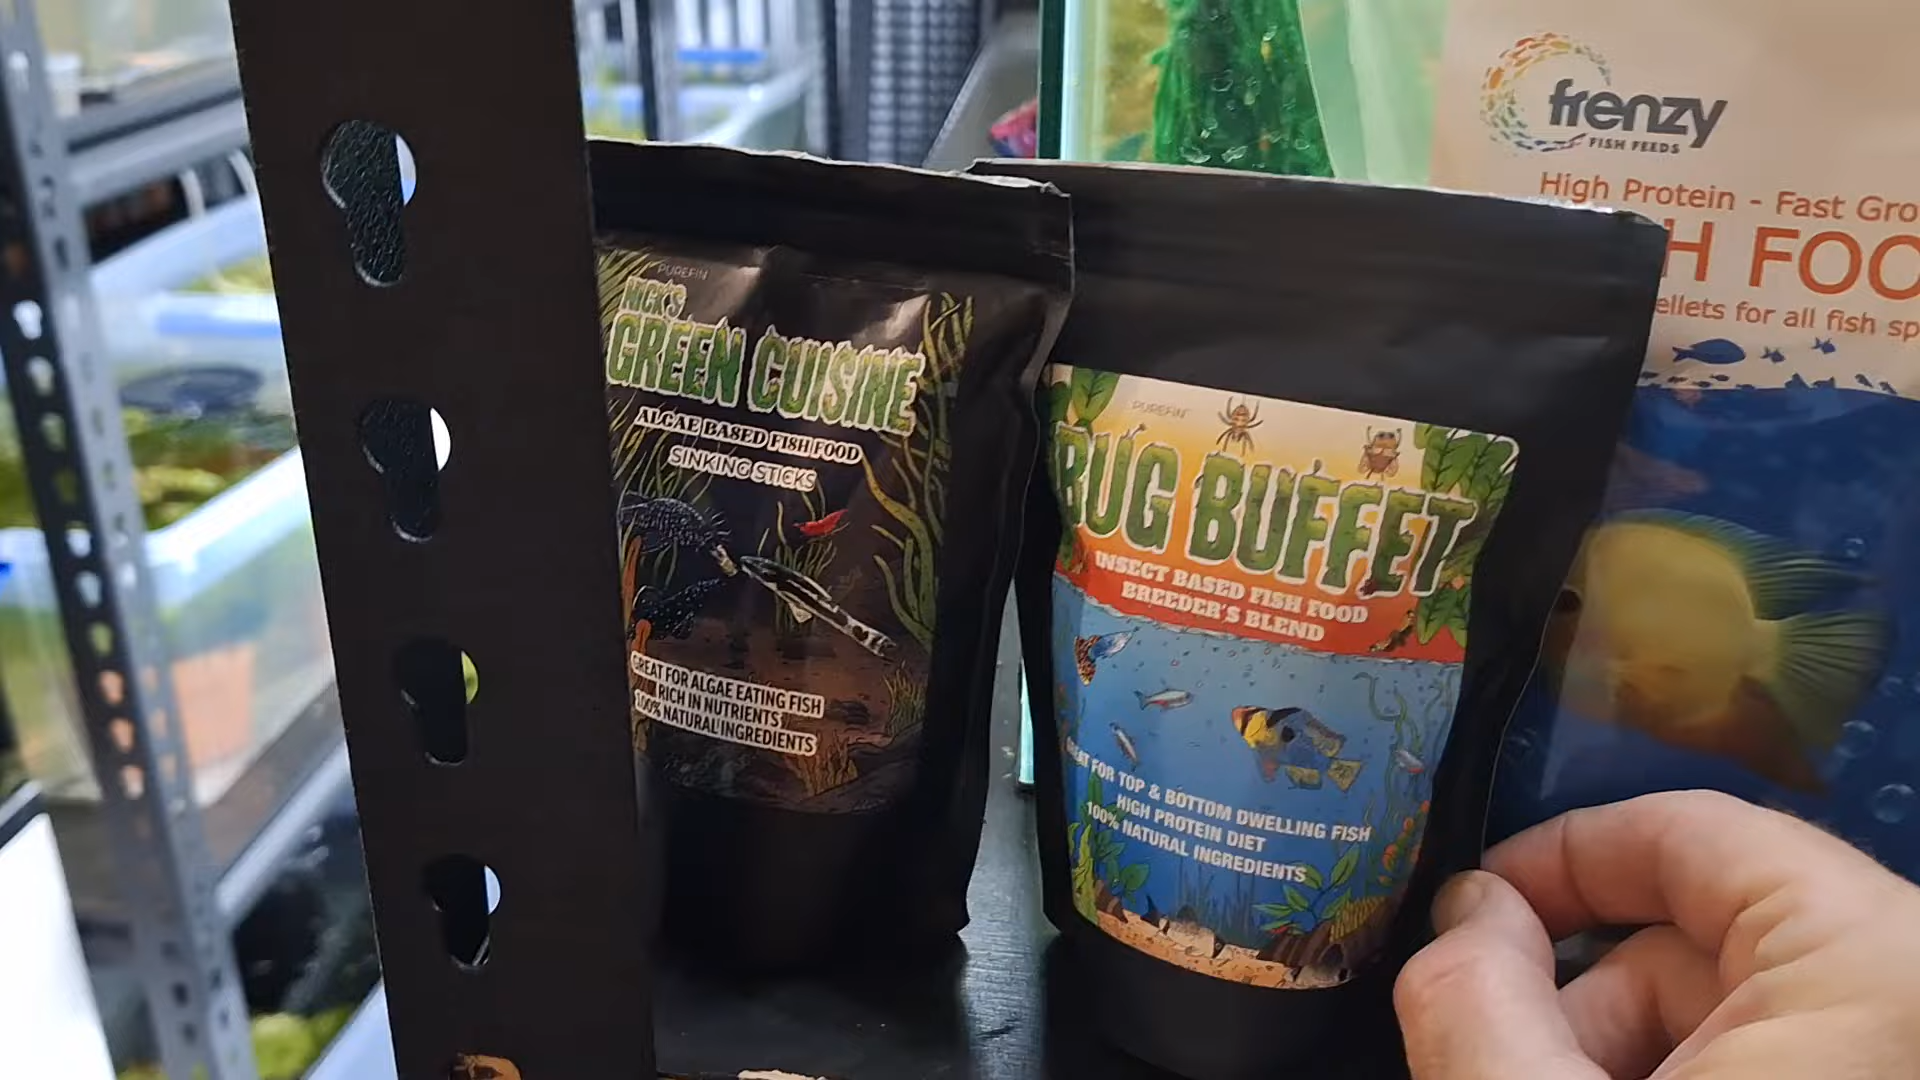 PUREFIN
NICK'S
GREEN CUISINE
ALGAE BASED FISH FOOD
SINKING STICKS
GREAT FOR ALGAE EATING FISH
RICH IN NUTRIENTS
100% NATURAL INGREDIENTS
PUREFIN
BUG BUFFET
INSECT BASED FISH FOOD
BREEDER'S BLEND
GREAT FOR TOP & BOTTOM DWELLING FISH
HIGH PROTEIN DIET
100% NATURAL INGREDIENTS
frenzy
FISH FEEDS
High Protein - Fast Gro
H FOO
ellets for all fish sp